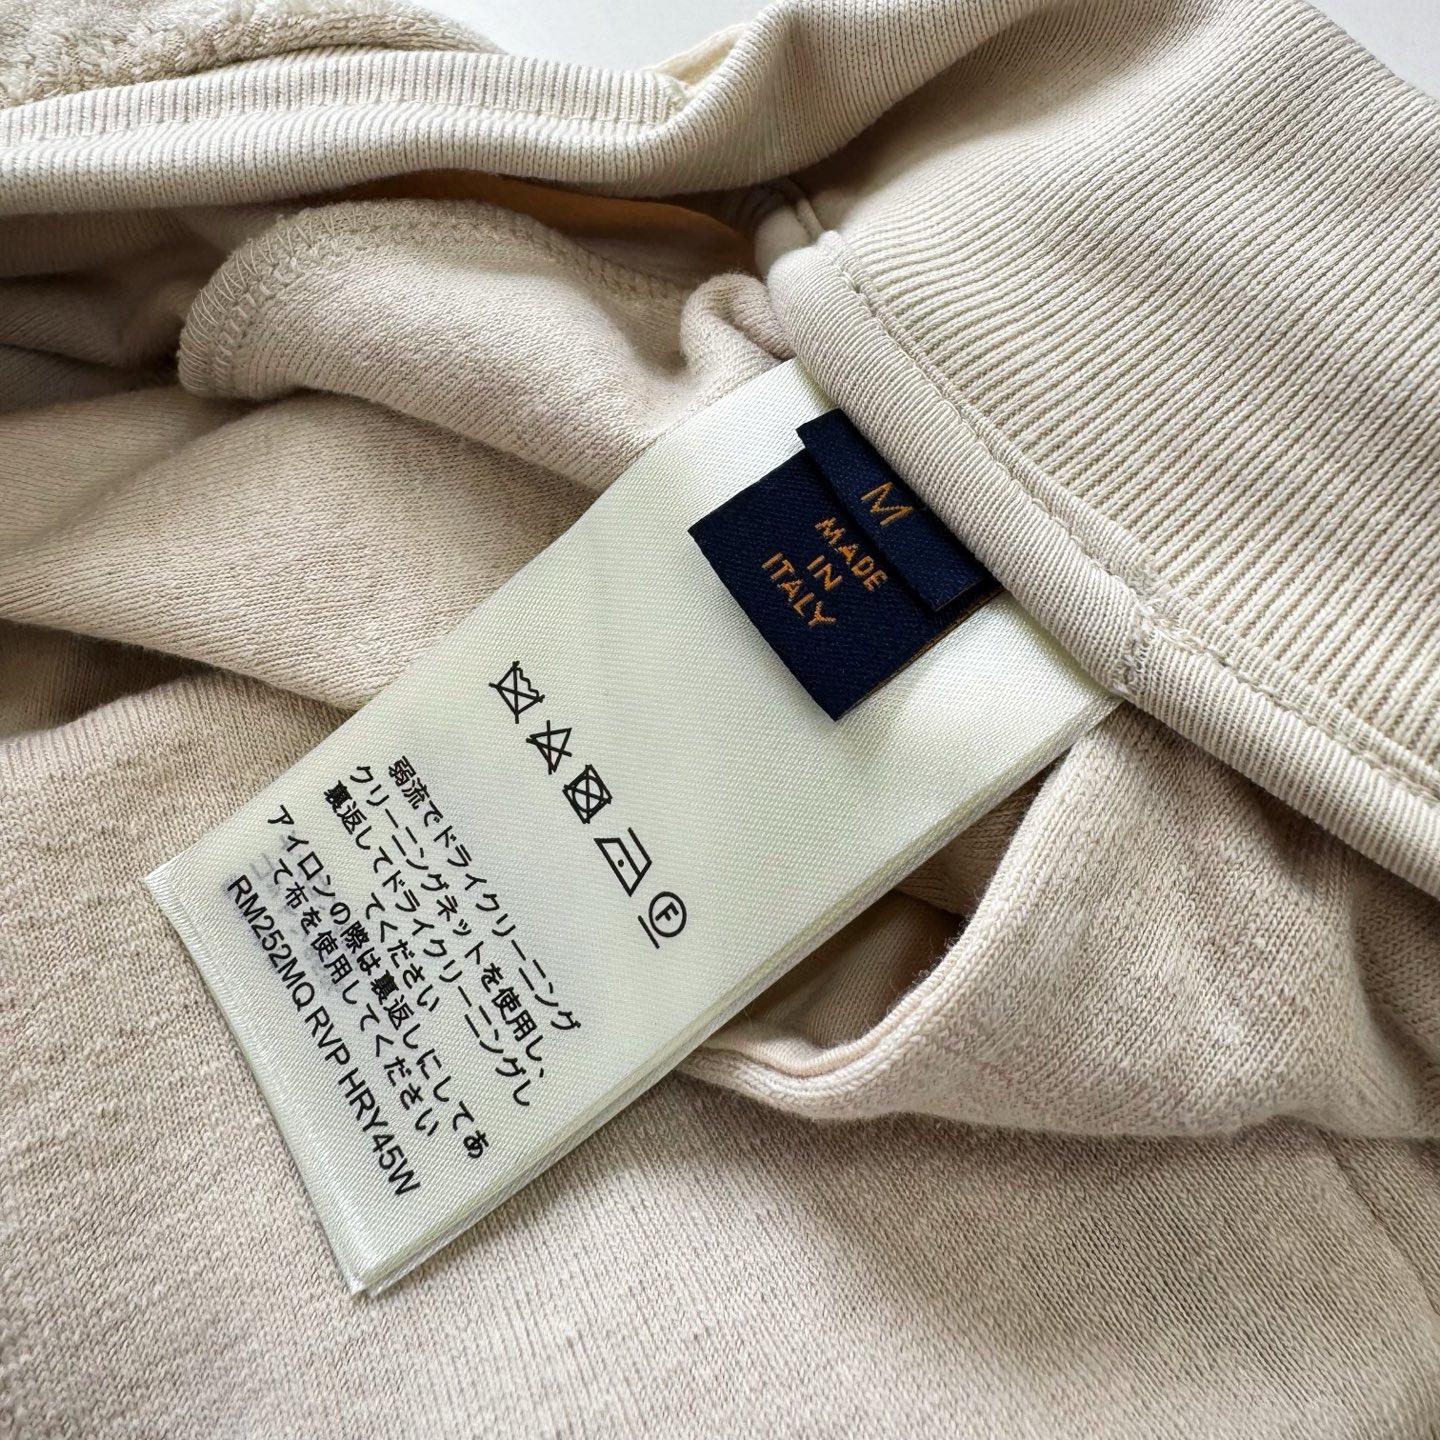 M
MADE
IN
ITALY
F
弱流でドライクリーニング
クリーニングネットを使用し、
裏返してドライクリーニングし
てください
アイロンの際は裏返しにしてあ
て布を使用してください
RM252MQ RVP HRY45W